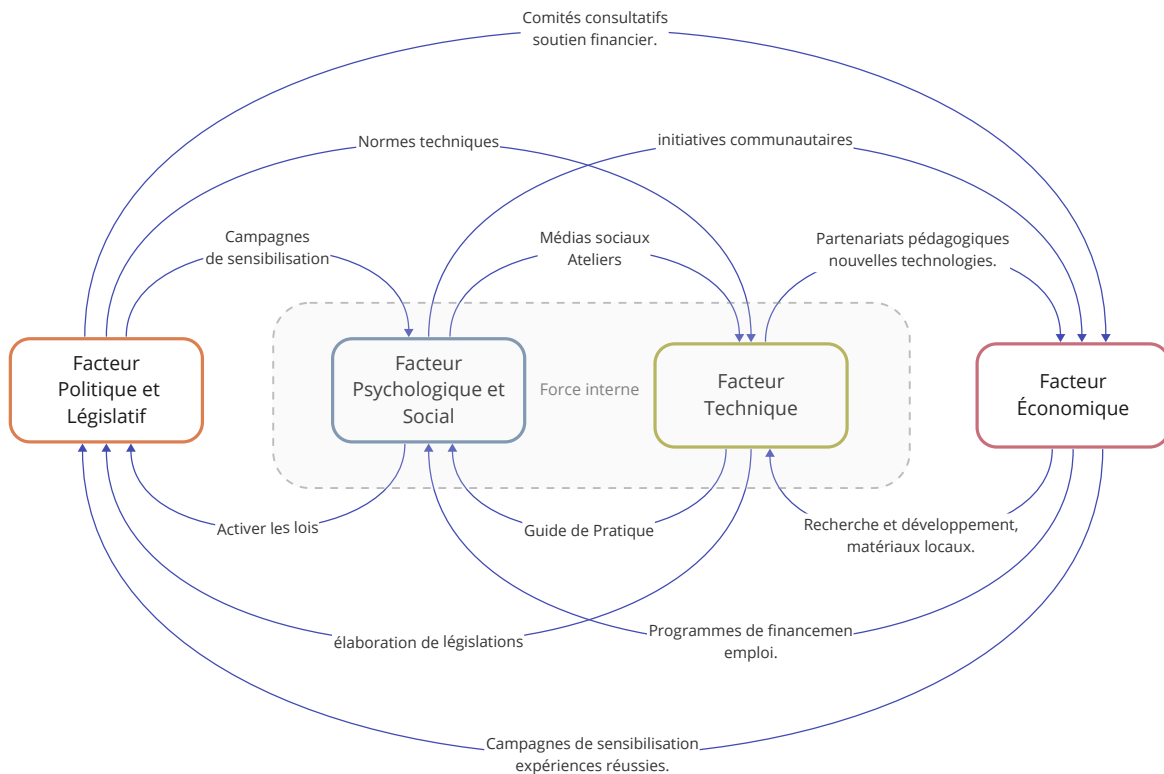 Comités consultatifs
soutien financier.
Normes techniques
initiatives communautaires
Campagnes
de sensibilisation
Médias sociaux
Ateliers
Partenariats pédagogiques
nouvelles technologies.
Facteur
Politique et
Législatif
Facteur
Psychologique et
Social
Force interne
Facteur
Technique
Facteur
Économique
Activer les lois
Guide de Pratique
Recherche et développement,
matériaux locaux.
élaboration de législations
Programmes de financemen
emploi.
Campagnes de sensibilisation
expériences réussies.